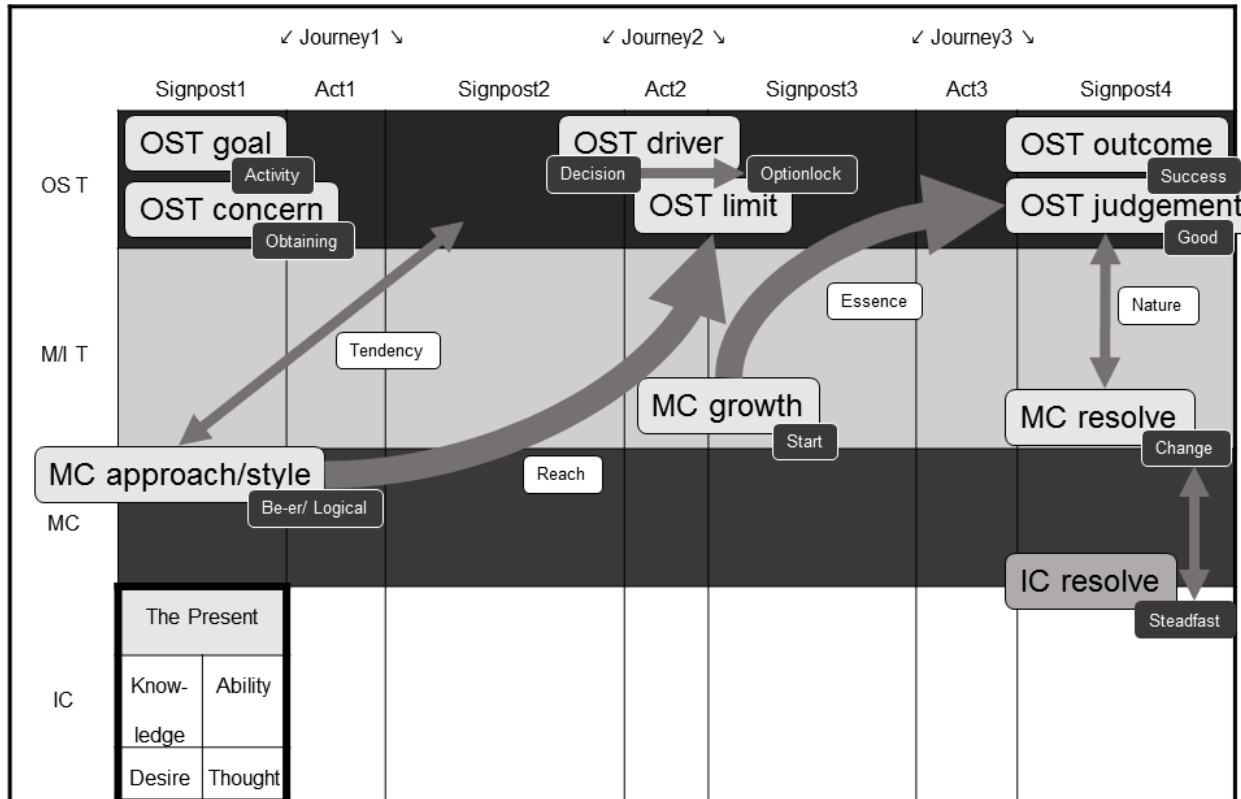 ↙ Journey1 ↘
↙ Journey2 ↘
↙ Journey3 ↘
Signpost1
Act1
Signpost2
Act2
Signpost3
Act3
Signpost4
OS T
OST goal
Activity
OST concern
Obtaining
OST driver
Decision
Optionlock
OST limit
OST outcome
Success
OST judgement
Good
M/I T
Tendency
Essence
Nature
MC growth
Start
MC resolve
Change
MC approach/style
Be-er/ Logical
Reach
MC
IC resolve
Steadfast
IC
The Present
Know-
ledge
Ability
Desire
Thought